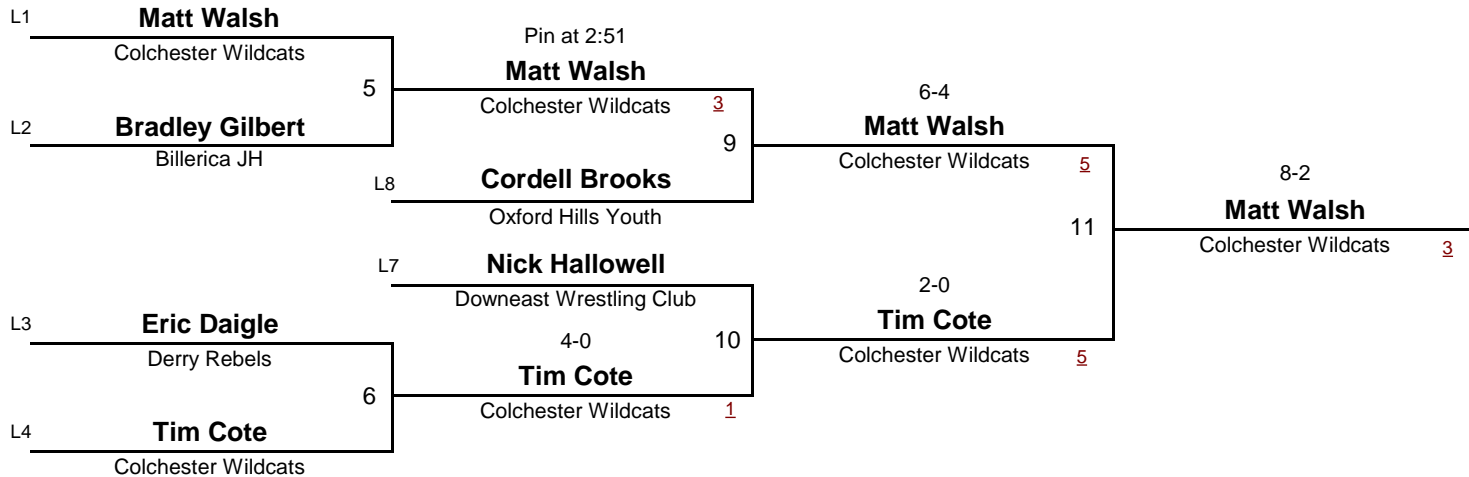 L1 Matt Walsh
Colchester Wildcats
5
L2 Bradley Gilbert
Billerica JH
Pin at 2:51
Matt Walsh
Colchester Wildcats 3
9
L8 Cordell Brooks
Oxford Hills Youth
6-4
Matt Walsh
Colchester Wildcats 5
11
8-2
Matt Walsh
Colchester Wildcats 3
L7 Nick Hallowell
Downeast Wrestling Club
10
4-0
Tim Cote
Colchester Wildcats 1
2-0
Tim Cote
Colchester Wildcats 5
L3 Eric Daigle
Derry Rebels
6
L4 Tim Cote
Colchester Wildcats